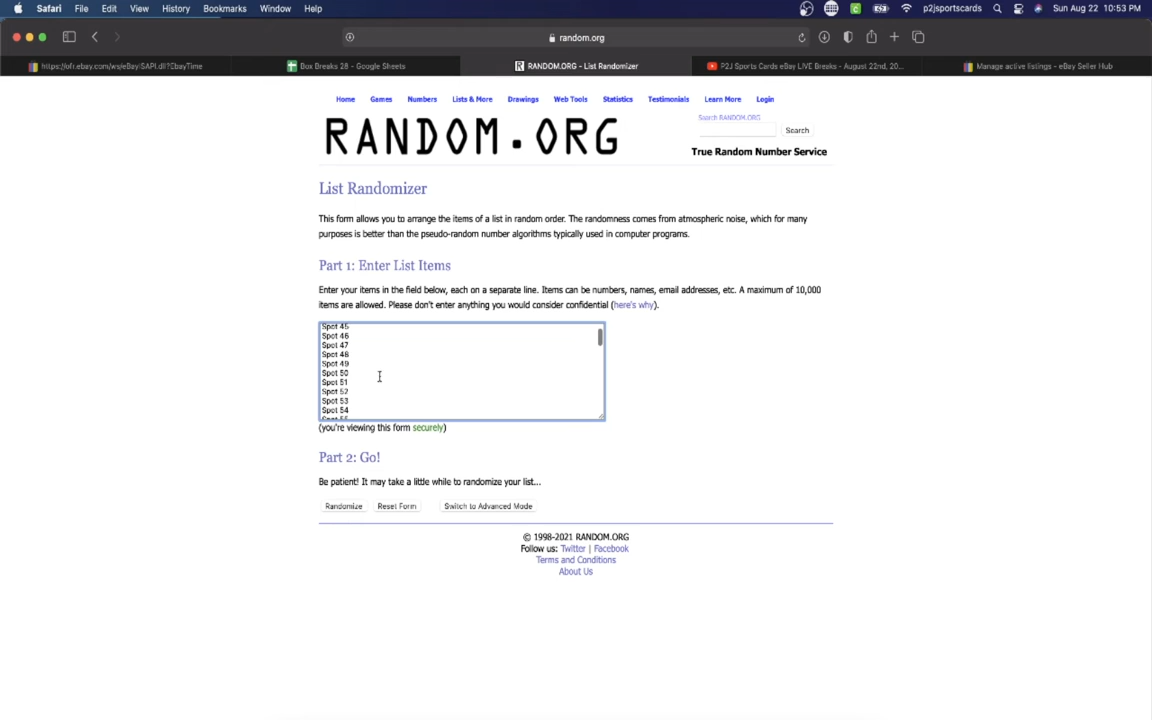 Safari File Edit View History Bookmarks Window Help p2jsportscards Sun Aug 22 10:53 PM
random.org
https://ofr.ebay.com/ws/eBayISAPI.dll?EbayTime
Box Breaks 28 - Google Sheets
RANDOM.ORG - List Randomizer
P2J Sports Cards eBay LIVE Breaks - August 22nd, 20...
Manage active listings - eBay Seller Hub
Home Games Numbers Lists & More Drawings Web Tools Statistics Testimonials Learn More Login
RANDOM.ORG
Search RANDOM.ORG
Search
True Random Number Service
List Randomizer
This form allows you to arrange the items of a list in random order. The randomness comes from atmospheric noise, which for many
purposes is better than the pseudo-random number algorithms typically used in computer programs.
Part 1: Enter List Items
Enter your items in the field below, each on a separate line. Items can be numbers, names, email addresses, etc. A maximum of 10,000
items are allowed. Please don't enter anything you would consider confidential (here's why).
Spot 45
Spot 46
Spot 47
Spot 48
Spot 49
Spot 50
Spot 51
Spot 52
Spot 53
Spot 54
(you're viewing this form securely)
Part 2: Go!
Be patient! It may take a little while to randomize your list...
Randomize Reset Form Switch to Advanced Mode
© 1998-2021 RANDOM.ORG
Follow us: Twitter | Facebook
Terms and Conditions
About Us